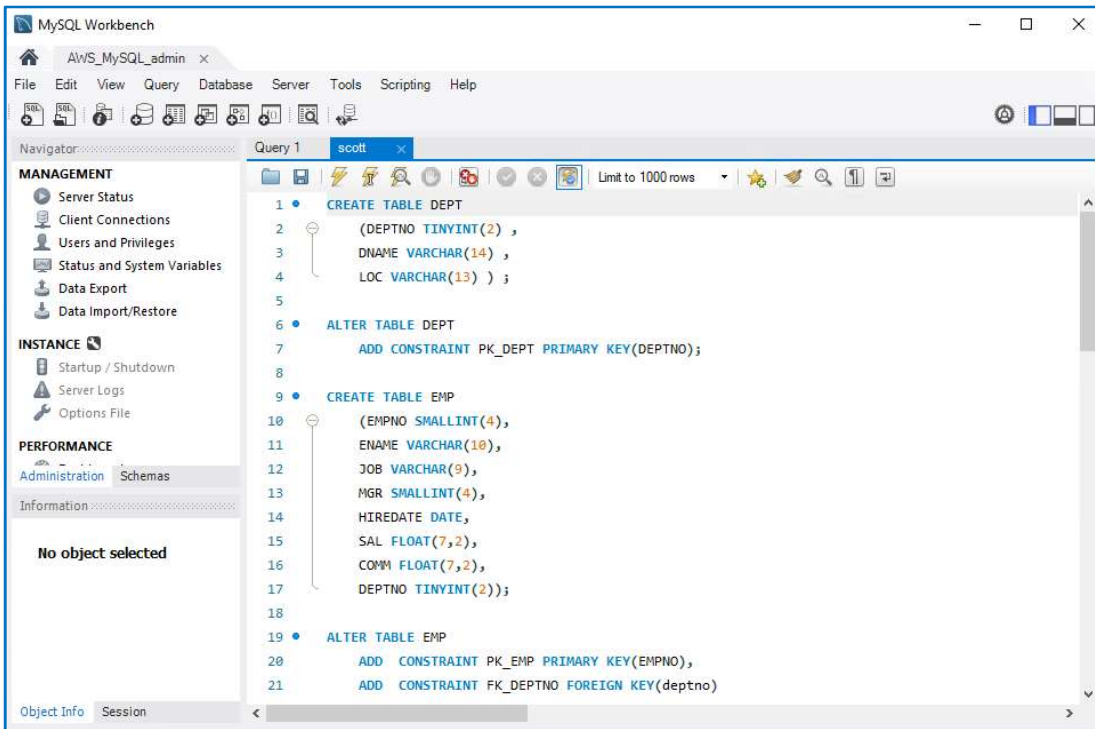 MySQL Workbench
AWS_MySQL_admin ×
File Edit View Query Database Server Tools Scripting Help
Navigator
MANAGEMENT
Server Status
Client Connections
Users and Privileges
Status and System Variables
Data Export
Data Import/Restore
INSTANCE
Startup / Shutdown
Server Logs
Options File
PERFORMANCE
Administration Schemas
Information
No object selected
Object Info Session
Query 1 scott ×
Limit to 1000 rows
1 CREATE TABLE DEPT
2 (DEPTNO TINYINT(2) ,
3 DNAME VARCHAR(14) ,
4 LOC VARCHAR(13) ) ;
5
6 ALTER TABLE DEPT
7 ADD CONSTRAINT PK_DEPT PRIMARY KEY(DEPTNO);
8
9 CREATE TABLE EMP
10 (EMPNO SMALLINT(4),
11 ENAME VARCHAR(10),
12 JOB VARCHAR(9),
13 MGR SMALLINT(4),
14 HIREDATE DATE,
15 SAL FLOAT(7,2),
16 COMM FLOAT(7,2),
17 DEPTNO TINYINT(2));
18
19 ALTER TABLE EMP
20 ADD  CONSTRAINT PK_EMP PRIMARY KEY(EMPNO),
21 ADD  CONSTRAINT FK_DEPTNO FOREIGN KEY(deptno)